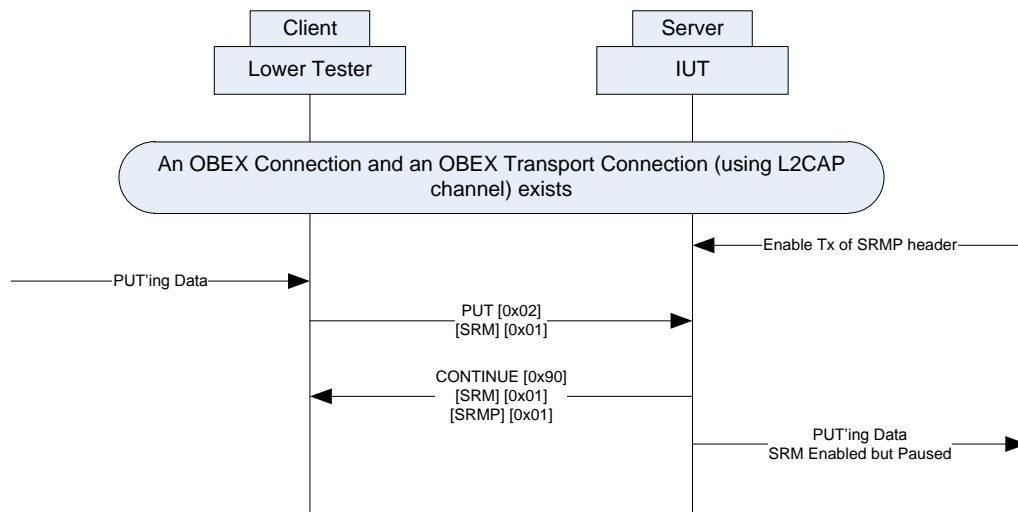 Client
Server
Lower Tester
IUT
An OBEX Connection and an OBEX Transport Connection (using L2CAP
channel) exists
Enable Tx of SRMP header
PUT'ing Data
PUT [0x02]
[SRM] [0x01]
CONTINUE [0x90]
[SRM] [0x01]
[SRMP] [0x01]
PUT'ing Data
SRM Enabled but Paused